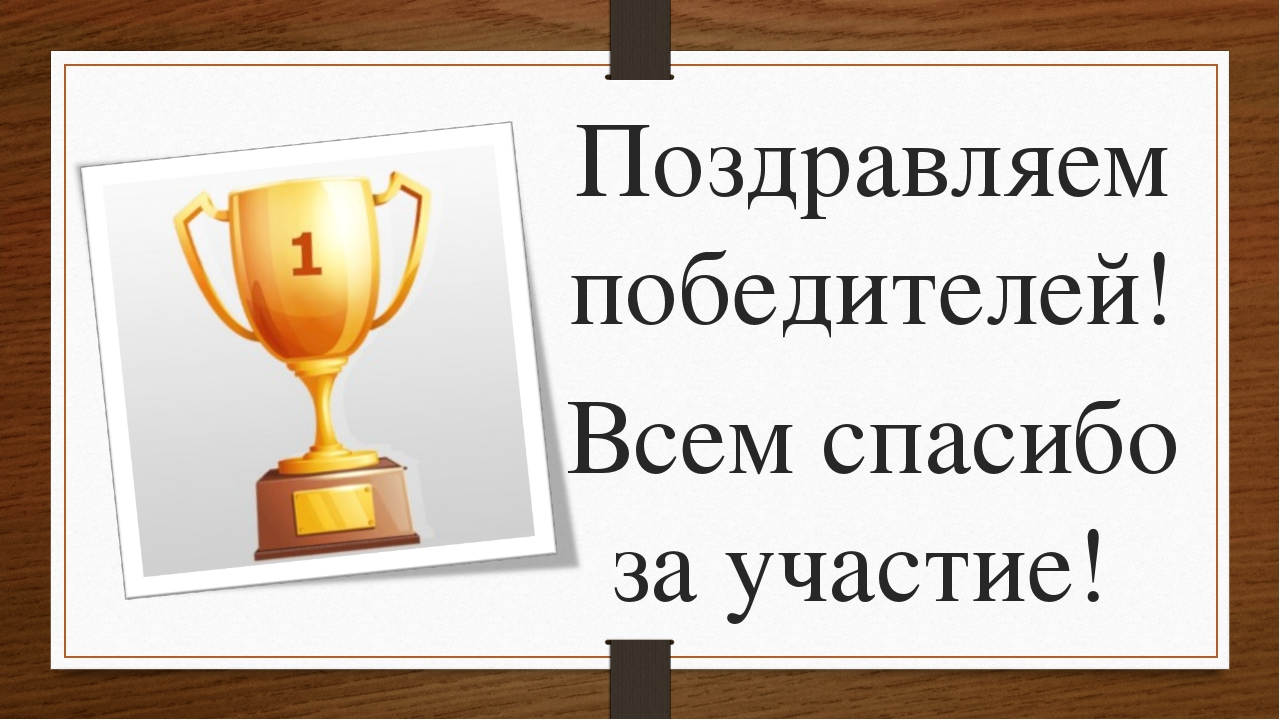 1
Поздравляем
победителей!
Всем спасибо
за участие!